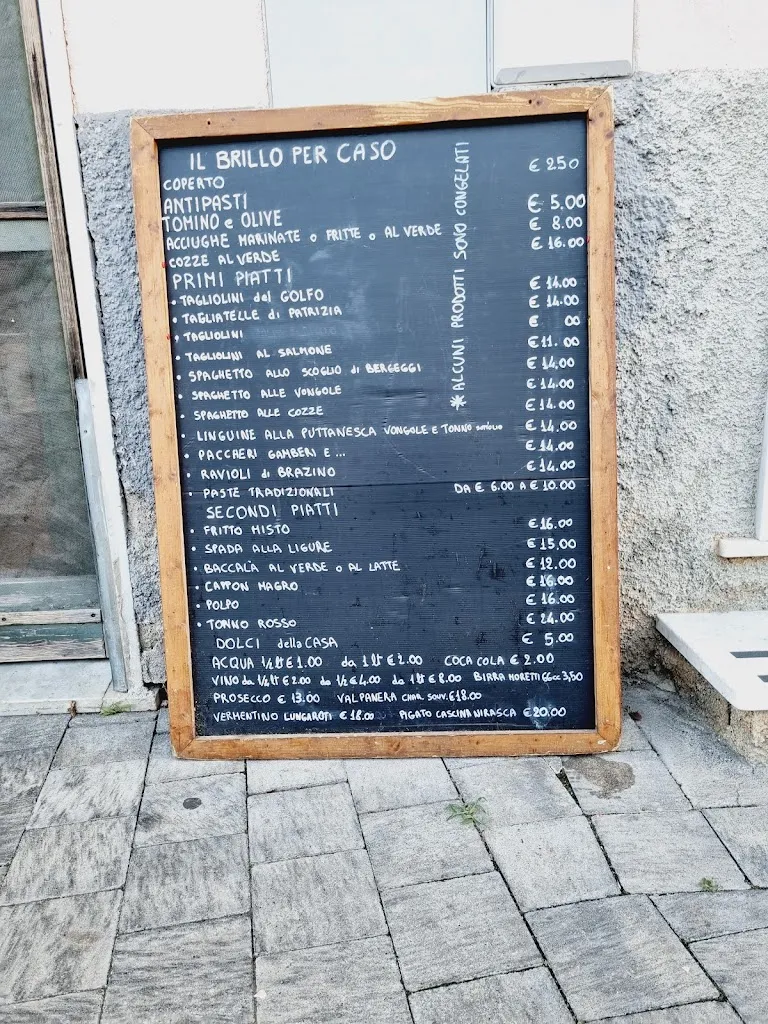 IL BRILLO PER CASO
COPERTO € 250
ANTIPASTI
TOMINO e OLIVE € 5.00
ACCIUGHE MARINATE o FRITTE o AL VERDE € 8.00
COZZE AL VERDE € 16.00
PRIMI PIATTI
• TAGLIOLINI del GOLFO € 14.00
• TAGLIATELLE di PATRIZIA € 14.00
• TAGLIOLINI € 00
• TAGLIOLINI AL SALMONE € 11.00
• SPAGHETTO ALLO SCOGLIO di BERGEGGI € 14.00
• SPAGHETTO ALLE VONGOLE € 14.00
• SPAGHETTO ALLE COZZE € 14.00
• LINGUINE ALLA PUTTANESCA VONGOLE E TONNO € 14.00
• PACCHERI GAMBERI E ... € 14.00
• RAVIOLI di BRAZINO € 14.00
• PASTE TRADIZIONALI DA € 6.00 A € 10.00
SECONDI PIATTI
• FRITTO MISTO € 16.00
• SPADA ALLA LIGURE € 15,00
• BACCALÀ AL VERDE o AL LATTE € 12.00
• CAPPON MAGRO € 16.00
• POLPO € 16.00
• TONNO ROSSO € 24.00
DOLCI della CASA € 5.00
ACQUA ½ lt € 1.00 da 1 lt € 2.00 COCA COLA € 2.00
VINO da ¼ lt € 2.00 da ½ € 4.00 da 1 lt € 8.00 BIRRA MORETTI 66cc 3,50
PROSECCO € 13.00 VALPANERA CHAR. SOUV. € 18.00
VERMENTINO LUNGAROTI € 18.00 PIGATO CASCINA NIRASCA € 20.00
*ALCUNI PRODOTTI SONO CONGELATI